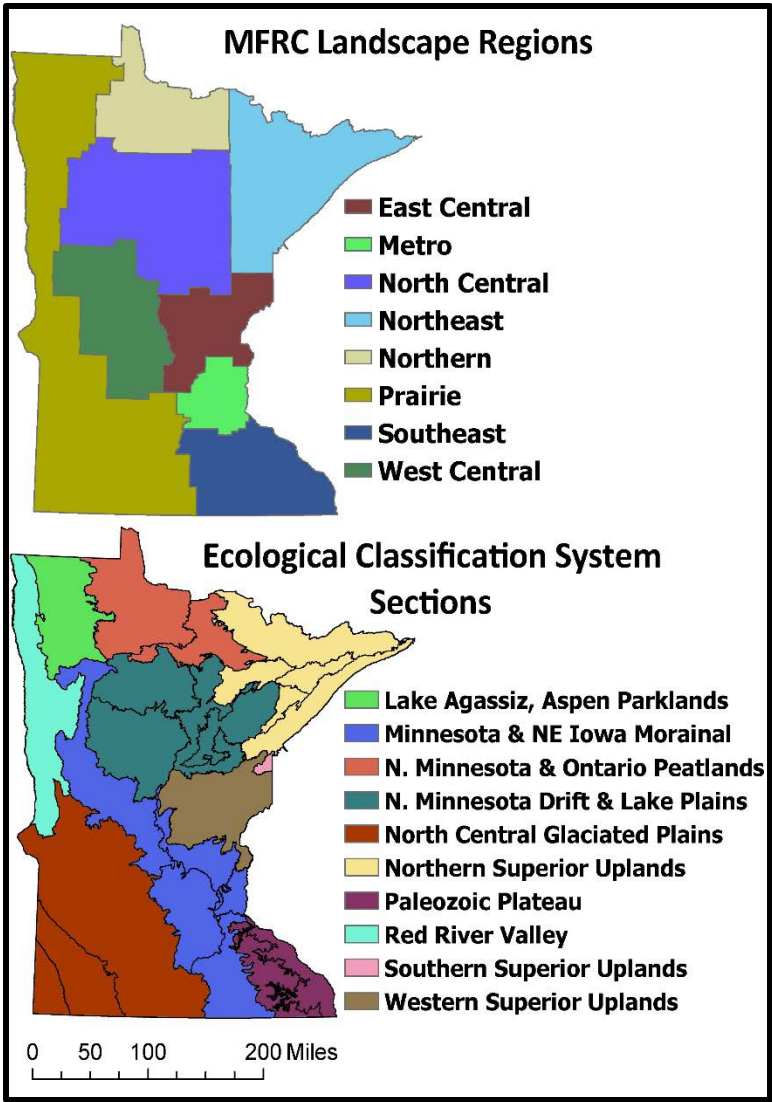 MFRC Landscape Regions
East Central
Metro
North Central
Northeast
Northern
Prairie
Southeast
West Central
Ecological Classification System
Sections
Lake Agassiz, Aspen Parklands
Minnesota & NE Iowa Morainal
N. Minnesota & Ontario Peatlands
N. Minnesota Drift & Lake Plains
North Central Glaciated Plains
Northern Superior Uplands
Paleozoic Plateau
Red River Valley
Southern Superior Uplands
Western Superior Uplands
0 50 100 200 Miles